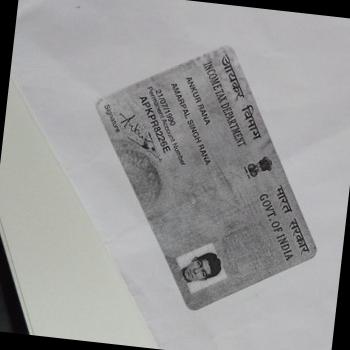 आयकर विभाग
INCOME TAX DEPARTMENT
भारत सरकार
GOVT. OF INDIA
ANKUR RANA
AMARPAL SINGH RANA
21/07/1990
Permanent Account Number
APKPR8226E
Signature